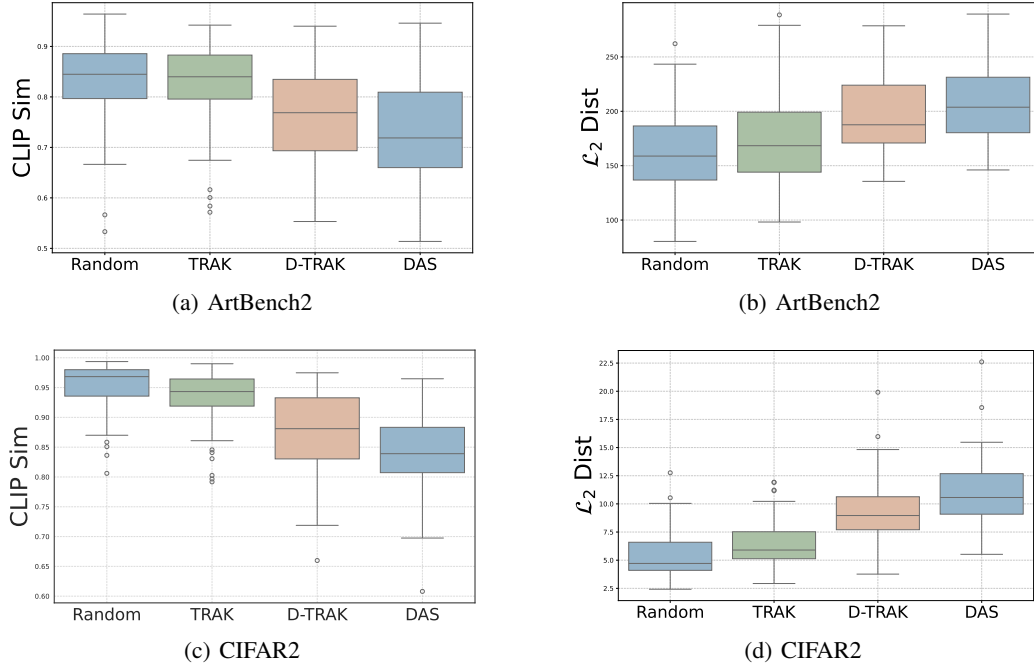 CLIP Sim
0.9
0.8
0.7
0.6
0.5
Random TRAK D-TRAK DAS
(a) ArtBench2
ℒ₂ Dist
250
200
150
100
Random TRAK D-TRAK DAS
(b) ArtBench2
CLIP Sim
1.00
0.95
0.90
0.85
0.80
0.75
0.70
0.65
0.60
Random TRAK D-TRAK DAS
(c) CIFAR2
ℒ₂ Dist
22.5
20.0
17.5
15.0
12.5
10.0
7.5
5.0
2.5
Random TRAK D-TRAK DAS
(d) CIFAR2